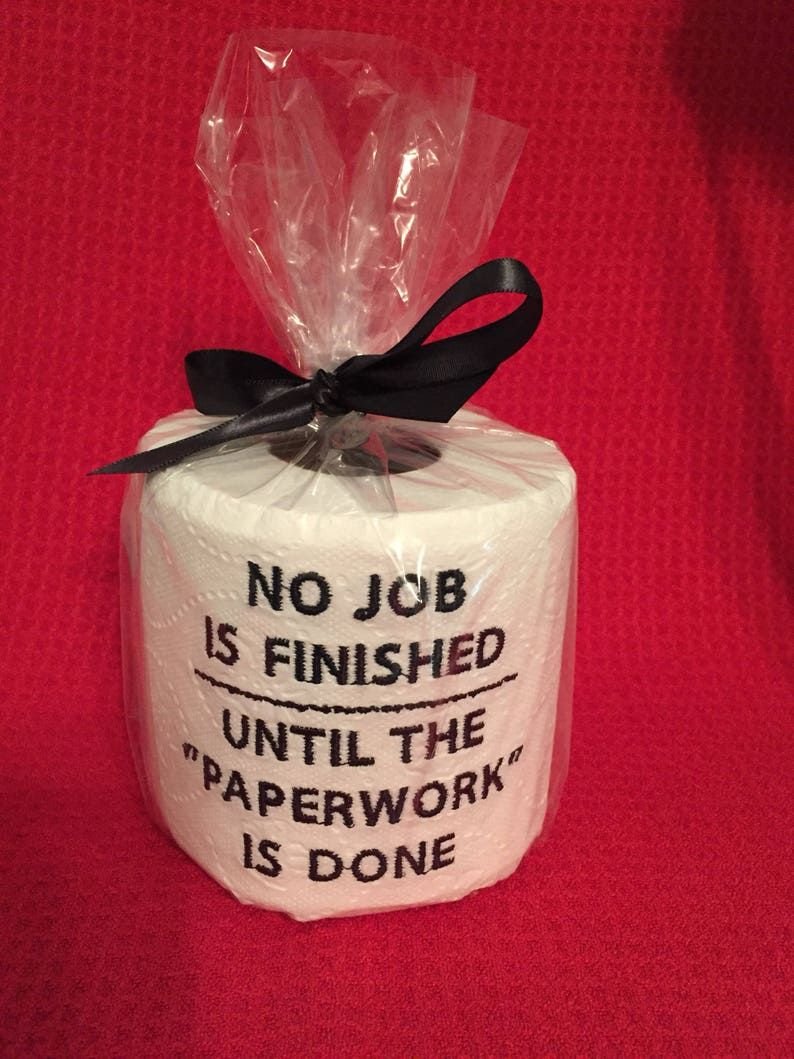 NO JOB
IS FINISHED
UNTIL THE
"PAPERWORK"
IS DONE